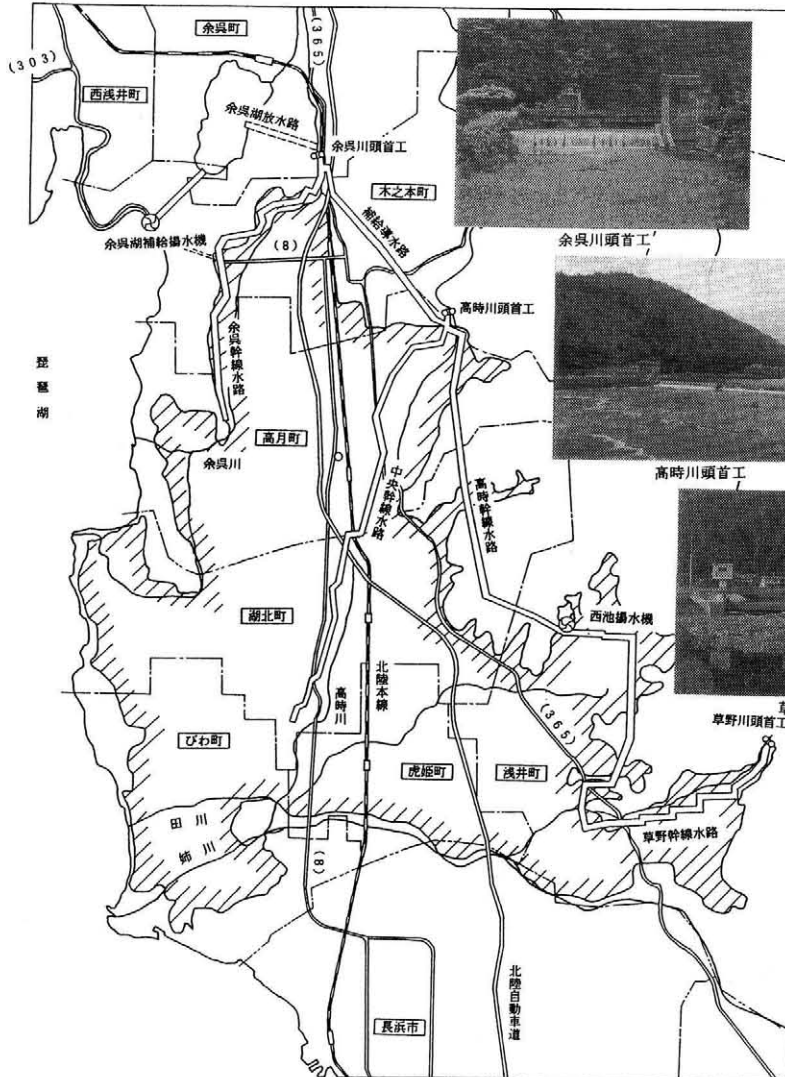 余呉町
(365)
(303)
西浅井町
余呉湖放水路
余呉川頭首工
木之本町
余呉川頭首工
補給導水路
余呉湖補給揚水機
(8)
高時川頭首工
余呉幹線水路
琵琶湖
高月町
余呉川
高時川頭首工
中央幹線水路
高時幹線水路
湖北町
西池揚水機
高時川
北陸本線
(365)
草
草野川頭首工
びわ町
虎姫町
浅井町
田川
姉川
草野幹線水路
(8)
北陸自動車道
長浜市